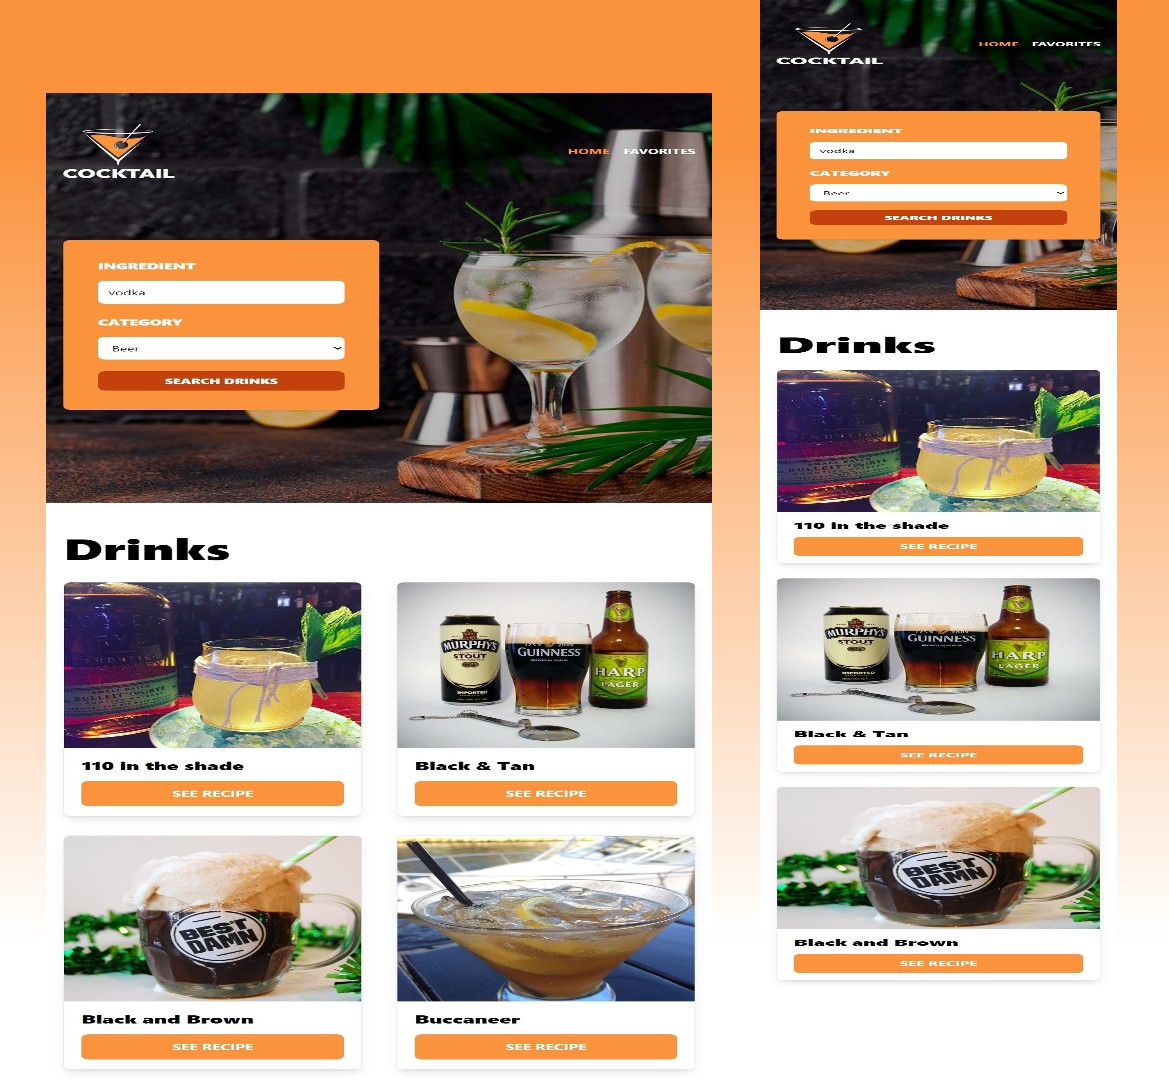 COCKTAIL
HOME FAVORITES
INGREDIENT
vodka
CATEGORY
Beer
SEARCH DRINKS
Drinks
110 in the shade
SEE RECIPE
MURPHY'S
STOUT
IMPORTED
GUINNESS
HARP
LAGER
Black & Tan
SEE RECIPE
BEST
DAMN
Black and Brown
SEE RECIPE
Buccaneer
SEE RECIPE
COCKTAIL
HOME FAVORITES
INGREDIENT
vodka
CATEGORY
Beer
SEARCH DRINKS
Drinks
110 in the shade
SEE RECIPE
MURPHY'S
STOUT
GUINNESS
HARP
LAGER
Black & Tan
SEE RECIPE
BEST
DAMN
Black and Brown
SEE RECIPE